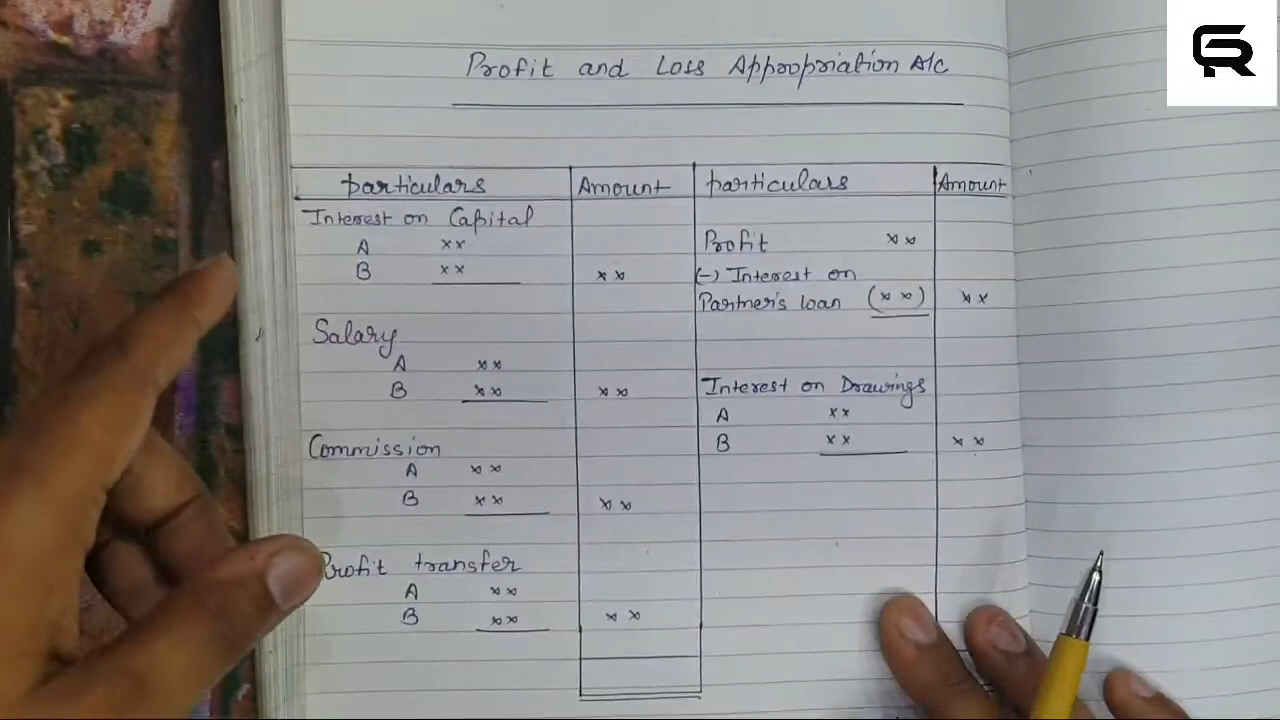 GR
Profit and Loss Appropriation A/c
particulars Amount particulars Amount
Interest on Capital
A xx
B xx xx
Salary
A xx
B xx xx
Commission
A xx
B xx xx
Profit transfer
A xx
B xx xx
Profit xx
(-) Interest on
Partner's loan (xx) xx
Interest on Drawings
A xx
B xx xx